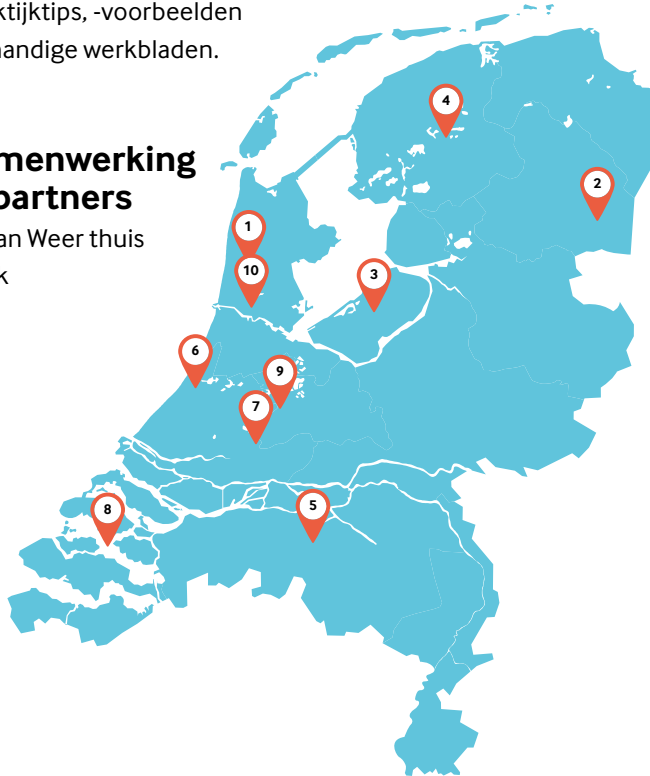 ktijktips, -voorbeelden
handige werkbladen.
menwerking
partners
an Weer thuis
k
4
2
1
10
3
6
9
7
8
5